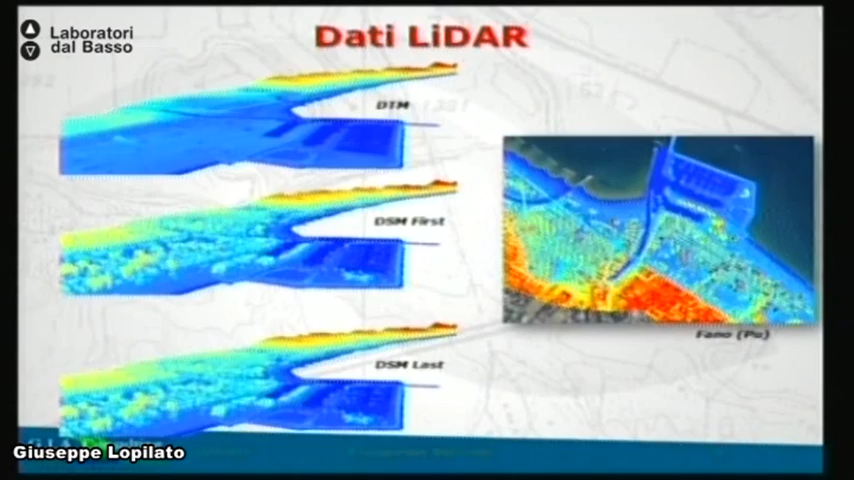 Laboratori
dal Basso
Dati LiDAR
DTM
DSM First
DSM Last
Fano (Pu)
Giuseppe Lopilato